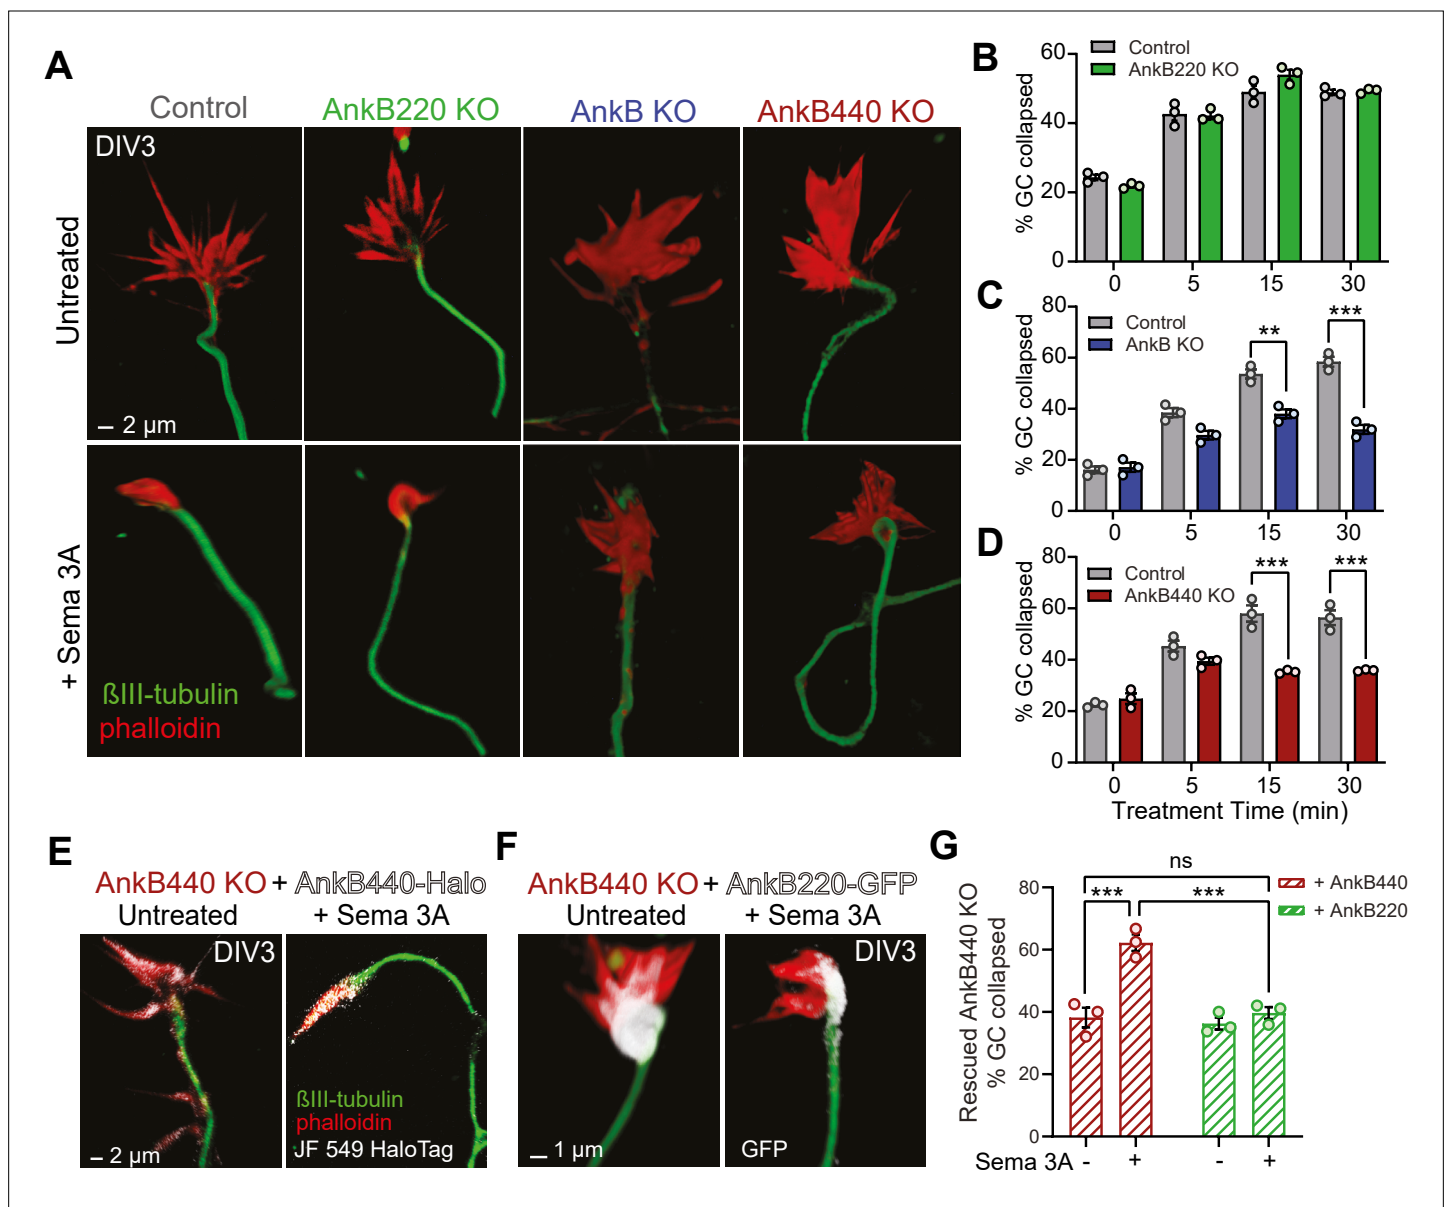 A
Control
AnkB220 KO
AnkB KO
AnkB440 KO
DIV3
Untreated
2 µm
+ Sema 3A
ßIII-tubulin
phalloidin
B
% GC collapsed
60
40
20
0
Control
AnkB220 KO
0 5 15 30
C
% GC collapsed
80
60
40
20
0
Control
AnkB KO
**
***
0 5 15 30
D
% GC collapsed
80
60
40
20
0
Control
AnkB440 KO
***
***
0 5 15 30
Treatment Time (min)
E
AnkB440 KO + AnkB440-Halo
Untreated
+ Sema 3A
DIV3
ßIII-tubulin
phalloidin
JF 549 HaloTag
2 µm
F
AnkB440 KO + AnkB220-GFP
Untreated
+ Sema 3A
DIV3
1 µm
GFP
G
Rescued AnkB440 KO
% GC collapsed
80
60
40
20
0
ns
***
***
+ AnkB440
+ AnkB220
Sema 3A - + - +